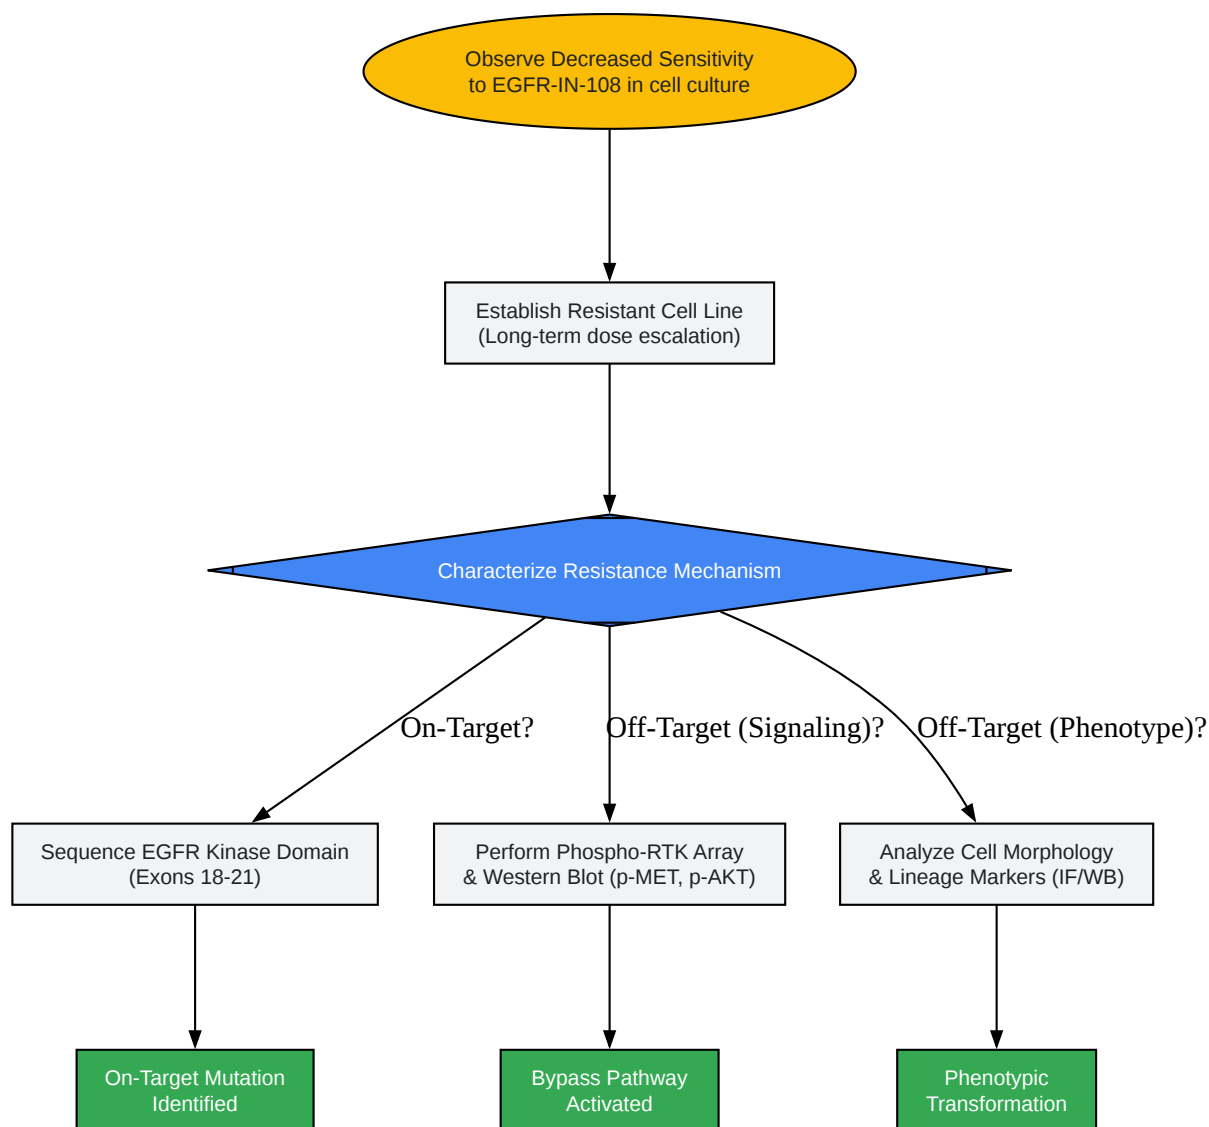 Observe Decreased Sensitivity
to EGFR-IN-108 in cell culture
Establish Resistant Cell Line
(Long-term dose escalation)
Characterize Resistance Mechanism
On-Target?
Off-Target (Signaling)?
Off-Target (Phenotype)?
Sequence EGFR Kinase Domain
(Exons 18-21)
Perform Phospho-RTK Array
& Western Blot (p-MET, p-AKT)
Analyze Cell Morphology
& Lineage Markers (IF/WB)
On-Target Mutation
Identified
Bypass Pathway
Activated
Phenotypic
Transformation